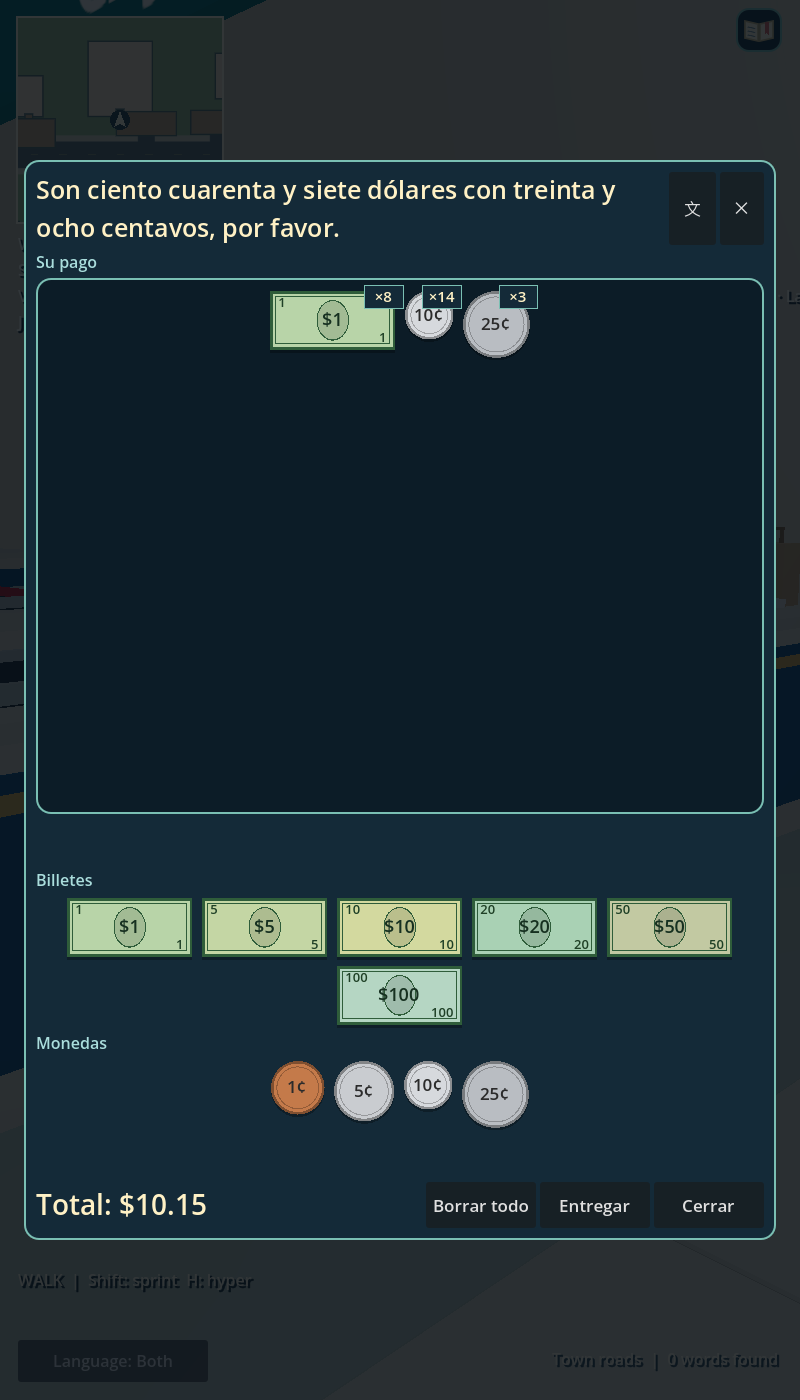 Son ciento cuarenta y siete dólares con treinta y
ocho centavos, por favor.
文
×
Su pago
1 $1 1 ×8
10¢ ×14
25¢ ×3
Billetes
1 $1 1
5 $5 5
10 $10 10
20 $20 20
50 $50 50
100 $100 100
Monedas
1¢ 5¢ 10¢ 25¢
Total: $10.15
Borrar todo
Entregar
Cerrar
WALK | Shift: sprint H: hyper
Language: Both
Town roads | 0 words found